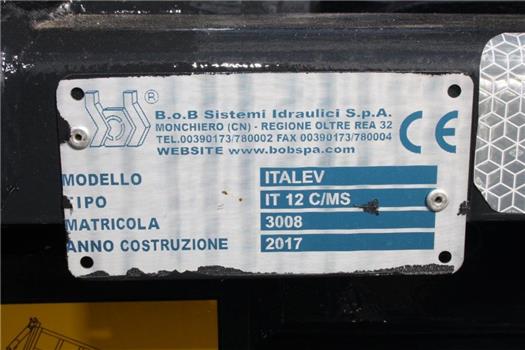 ®
B.o.B Sistemi Idraulici S.p.A.
MONCHIERO (CN) - REGIONE OLTRE REA 32
TEL.00390173/780002 FAX 00390173/780004
WEBSITE www.bobspa.com
CE
MODELLO ITALEV
TIPO IT 12 C/MS
MATRICOLA 3008
ANNO COSTRUZIONE 2017